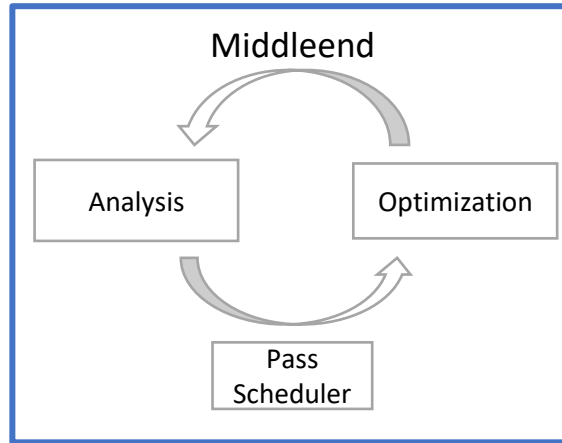 Middleend
Analysis
Optimization
Pass
Scheduler